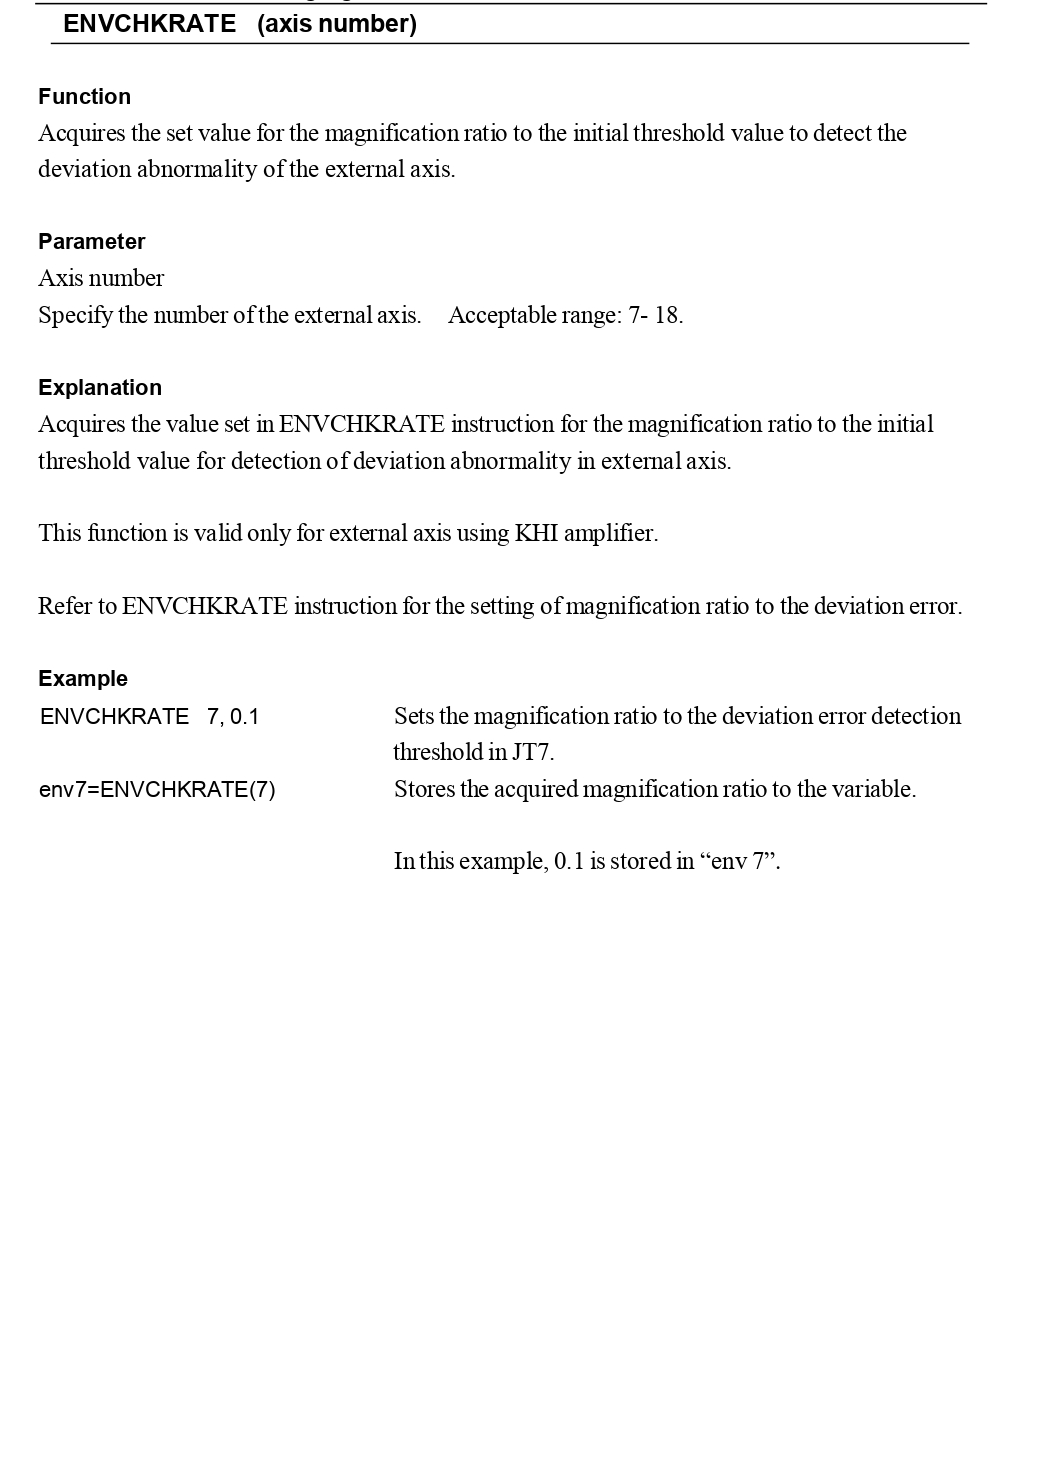 ENVCHKRATE (axis number)
Function
Acquires the set value for the magnification ratio to the initial threshold value to detect the
deviation abnormality of the external axis.
Parameter
Axis number
Specify the number of the external axis. Acceptable range: 7- 18.
Explanation
Acquires the value set in ENVCHKRATE instruction for the magnification ratio to the initial
threshold value for detection of deviation abnormality in external axis.
This function is valid only for external axis using KHI amplifier.
Refer to ENVCHKRATE instruction for the setting of magnification ratio to the deviation error.
Example
ENVCHKRATE 7, 0.1 Sets the magnification ratio to the deviation error detection
threshold in JT7.
env7=ENVCHKRATE(7) Stores the acquired magnification ratio to the variable.
In this example, 0.1 is stored in “env 7”.